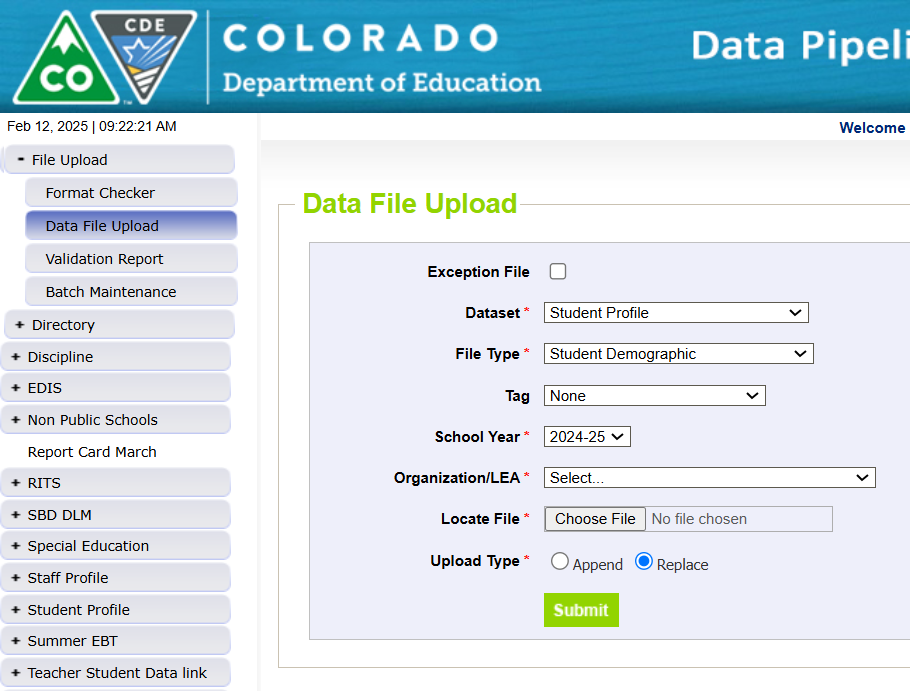 CDE
CO
TM
COLORADO
Department of Education
Data Pipeli
Feb 12, 2025 | 09:22:21 AM
Welcome
- File Upload
Format Checker
Data File Upload
Validation Report
Batch Maintenance
+ Directory
+ Discipline
+ EDIS
+ Non Public Schools
Report Card March
+ RITS
+ SBD DLM
+ Special Education
+ Staff Profile
+ Student Profile
+ Summer EBT
+ Teacher Student Data link
Data File Upload
Exception File
Dataset * Student Profile
File Type * Student Demographic
Tag None
School Year * 2024-25
Organization/LEA * Select...
Locate File * Choose File No file chosen
Upload Type * Append Replace
Submit